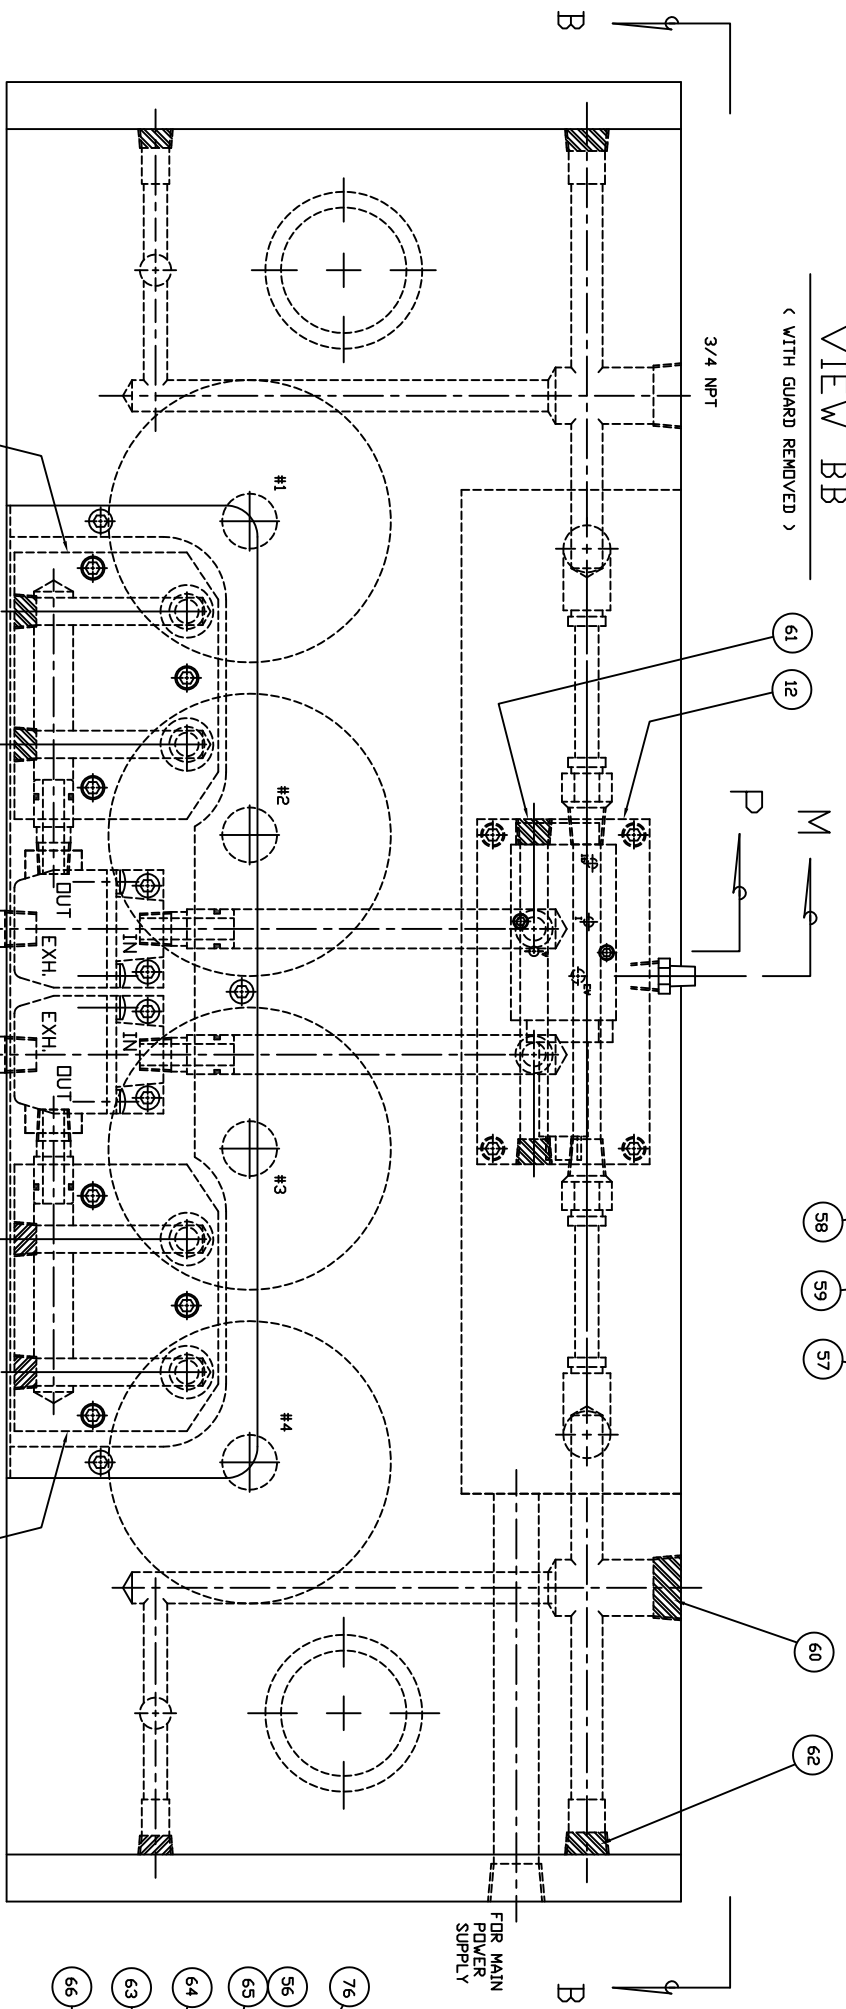 VIEW BB
( WITH GUARD REMOVED )
B
B
M
P
3/4 NPT
61
12
58
59
57
60
62
#1
#2
#3
#4
OUT
EXH.
IN
IN
EXH.
OUT
FOR MAIN
POWER
SUPPLY
76
56
65
64
63
66